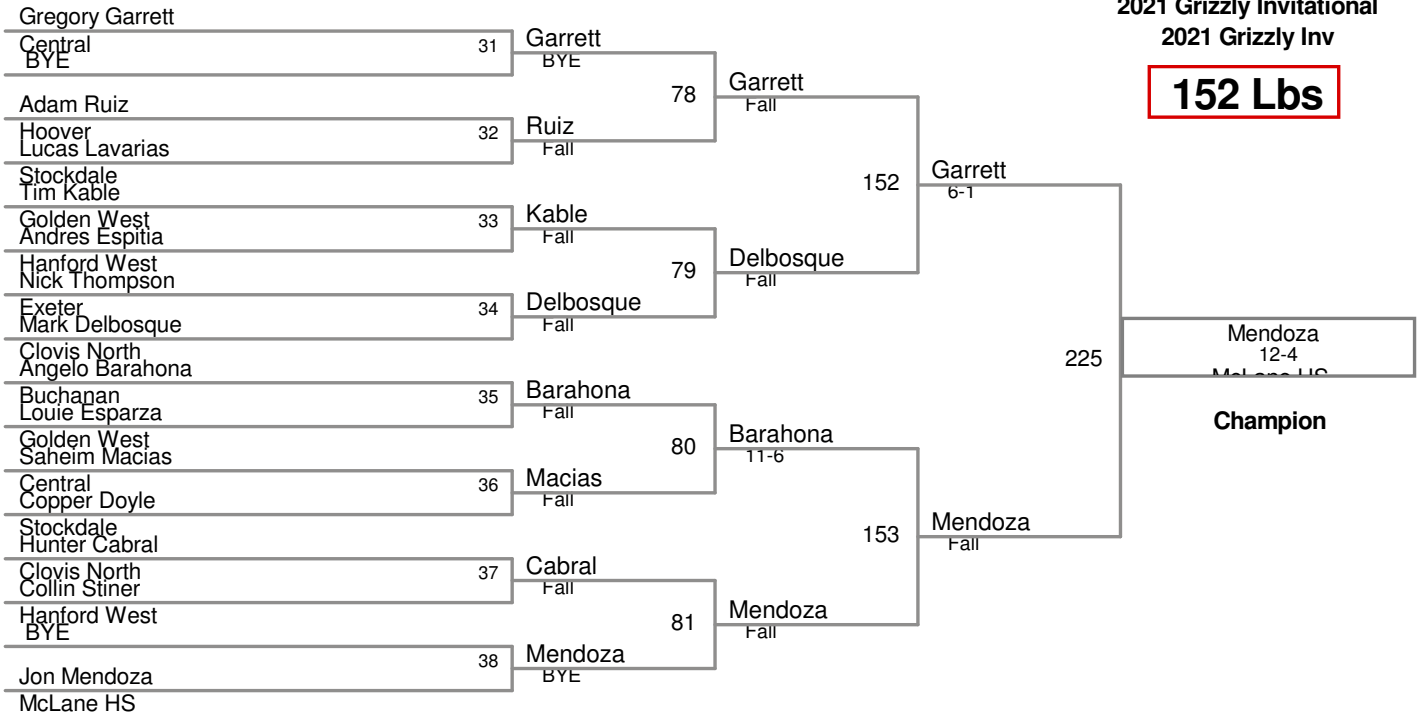 2021 Grizzly Invitational
2021 Grizzly Inv
152 Lbs
Gregory Garrett
Central
BYE
31
Adam Ruiz
Hoover
Lucas Lavarias
32
Stockdale
Tim Kable
Golden West
Andres Espitia
33
Hanford West
Nick Thompson
Exeter
Mark Delbosque
34
Clovis North
Angelo Barahona
Buchanan
Louie Esparza
35
Golden West
Saheim Macias
Central
Copper Doyle
36
Stockdale
Hunter Cabral
Clovis North
Collin Stiner
37
Hanford West
BYE
38
Jon Mendoza
McLane HS
Garrett
BYE
78
Ruiz
Fall
Kable
Fall
79
Delbosque
Fall
Barahona
Fall
80
Macias
Fall
Cabral
Fall
81
Mendoza
BYE
Garrett
Fall
152
Delbosque
Fall
Barahona
11-6
153
Mendoza
Fall
Garrett
6-1
225
Mendoza
Fall
Mendoza
12-4
McLane HS
Champion